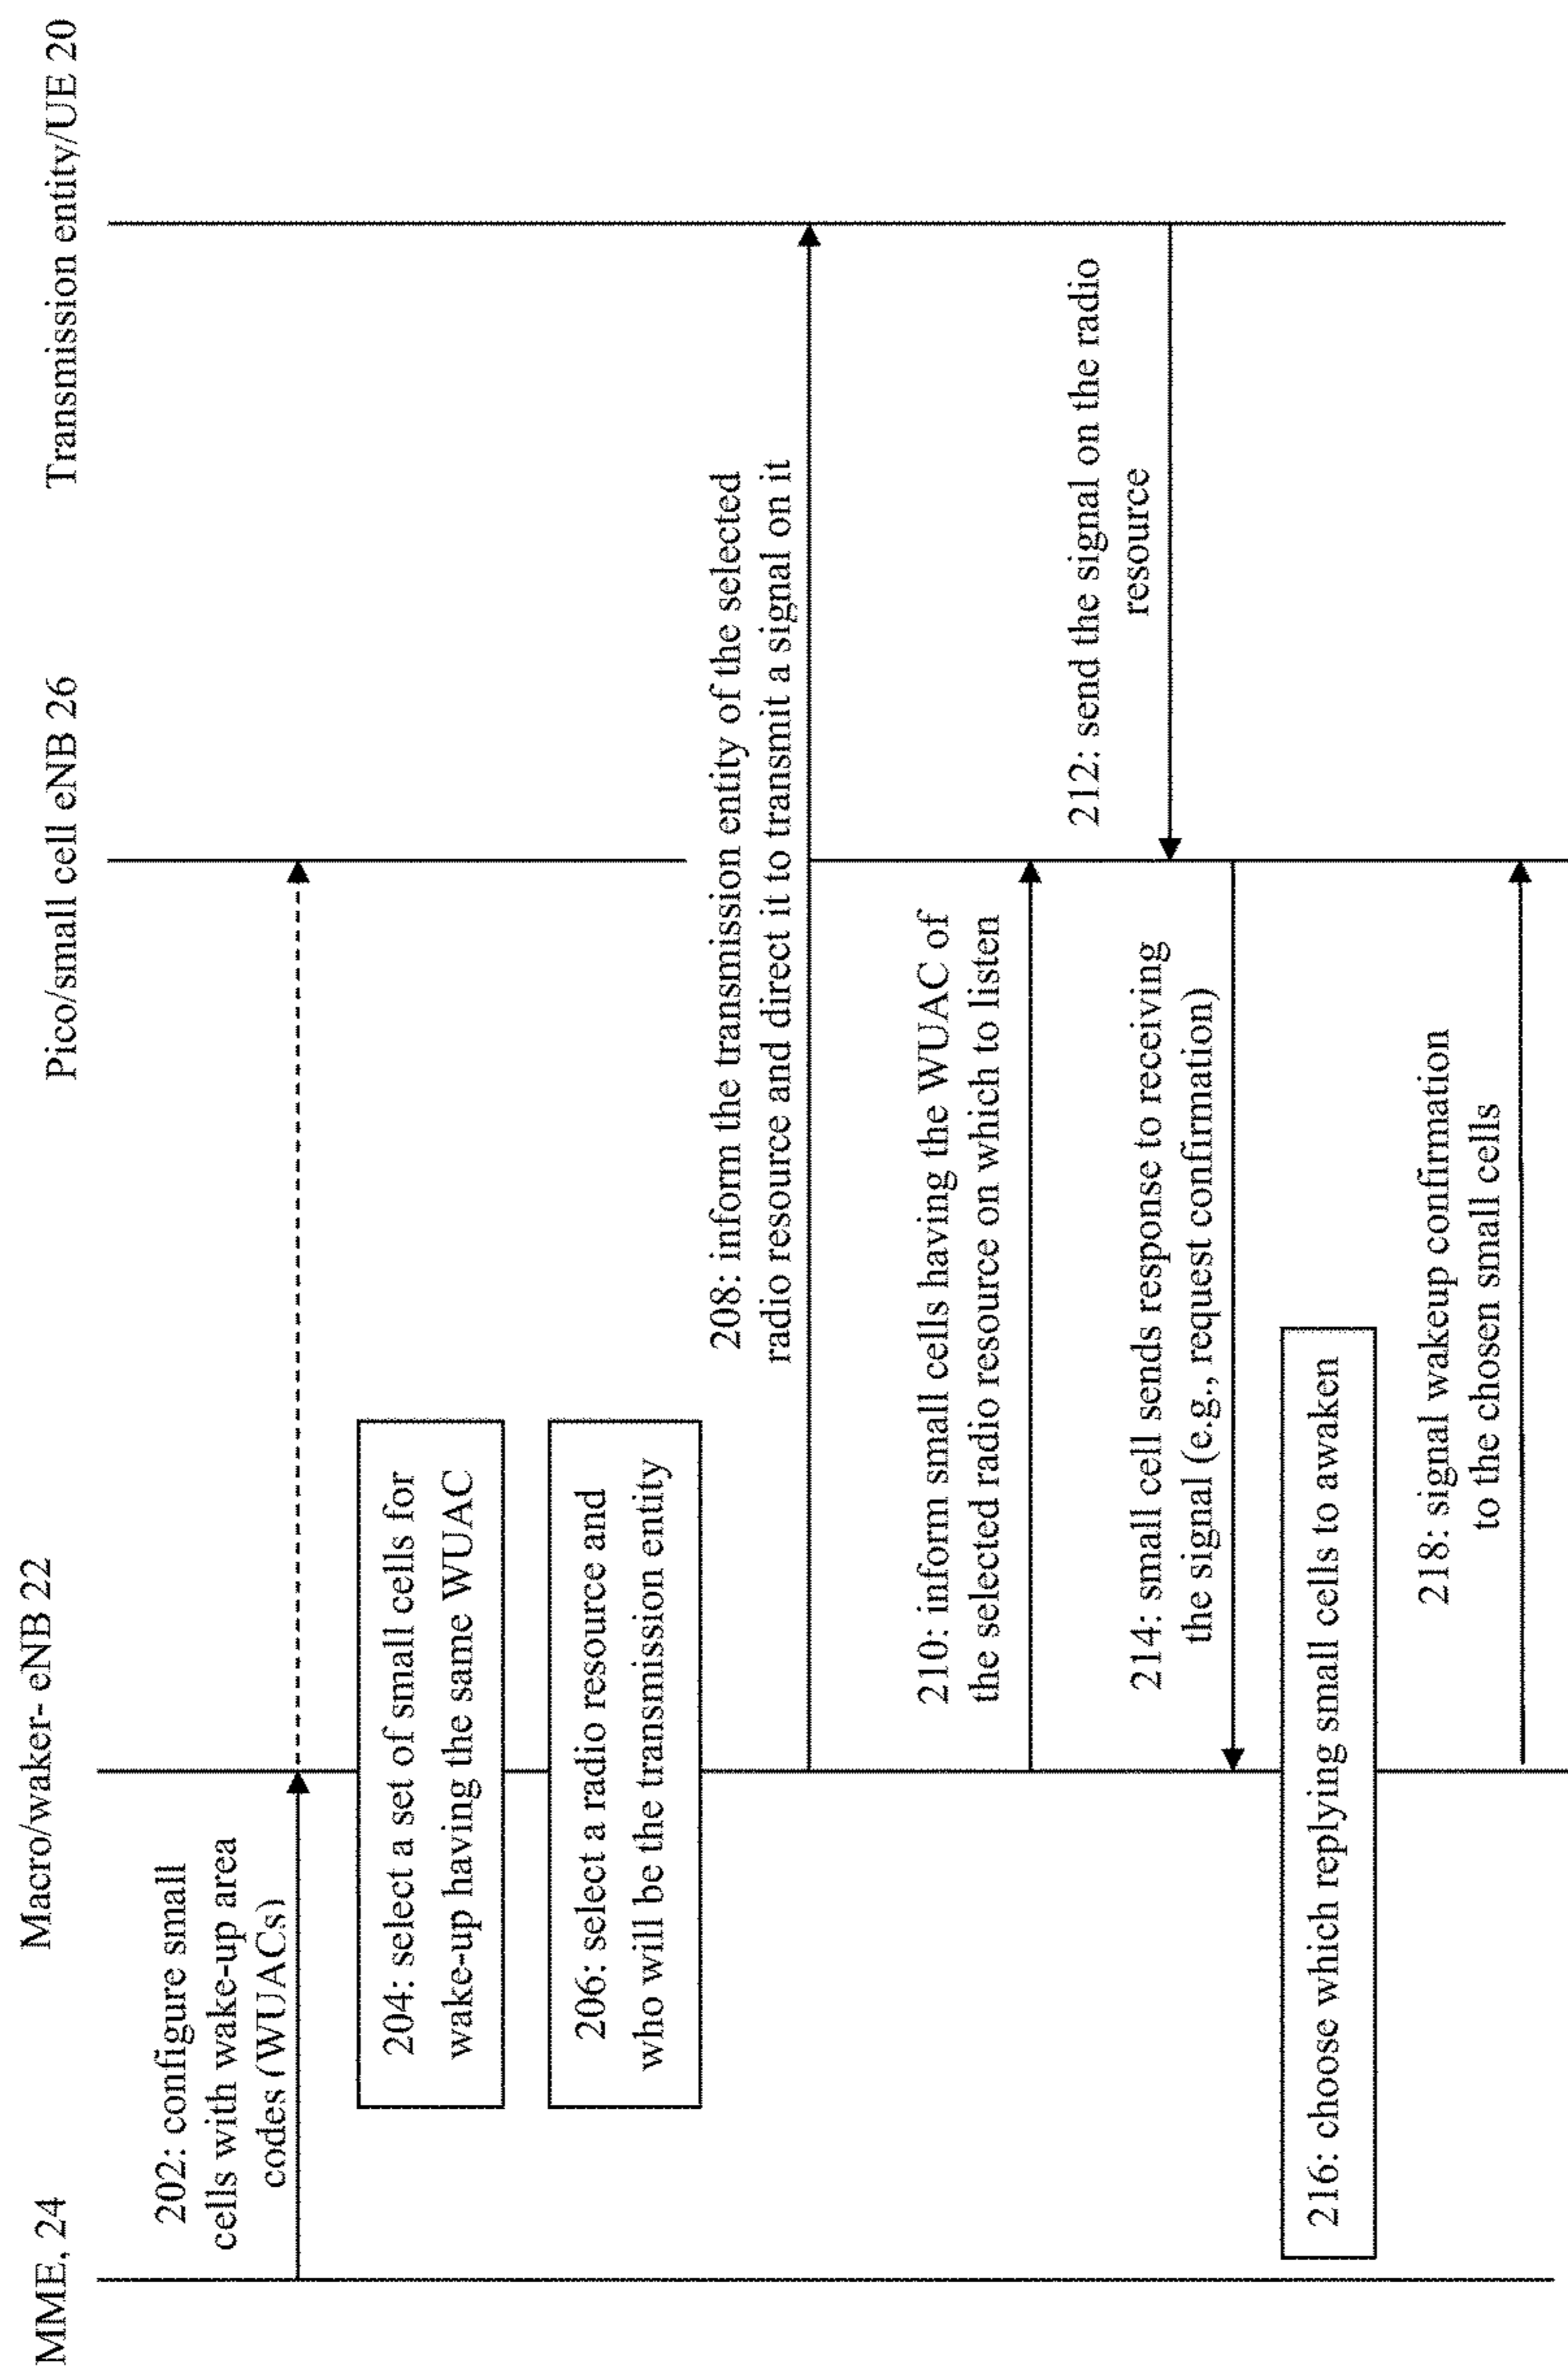 MME, 24
Macro/waker- eNB 22
Pico/small cell eNB 26
Transmission entity/UE 20
202: configure small
cells with wake-up area
codes (WUACs)
204: select a set of small cells for
wake-up having the same WUAC
206: select a radio resource and
who will be the transmission entity
208: inform the transmission entity of the selected
radio resource and direct it to transmit a signal on it
210: inform small cells having the WUAC of
the selected radio resource on which to listen
212: send the signal on the radio
resource
214: small cell sends response to receiving
the signal (e.g., request confirmation)
216: choose which replying small cells to awaken
218: signal wakeup confirmation
to the chosen small cells